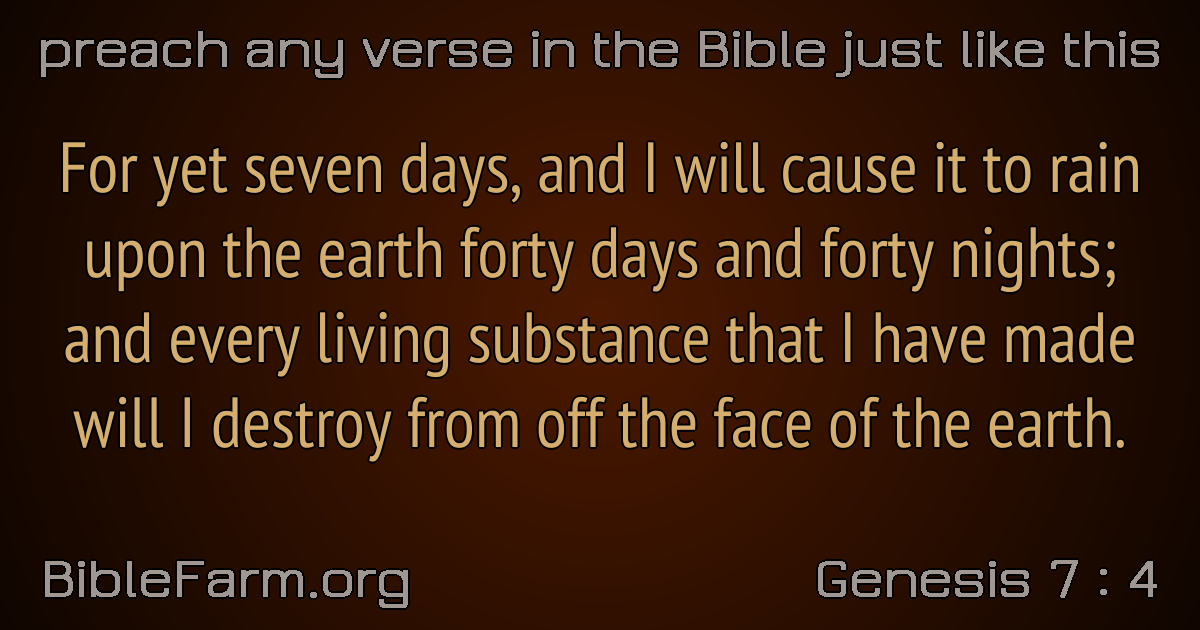 preach any verse in the Bible just like this
For yet seven days, and I will cause it to rain
upon the earth forty days and forty nights;
and every living substance that I have made
will I destroy from off the face of the earth.
BibleFarm.org
Genesis 7 : 4